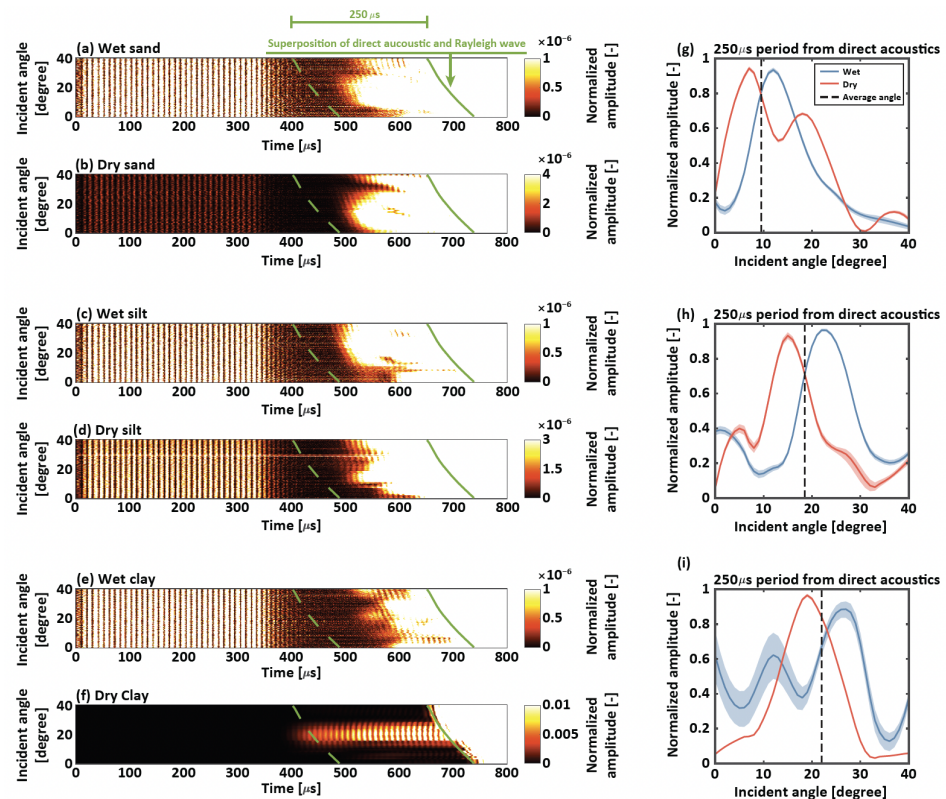 250 μs
Superposition of direct aucoustic and Rayleigh wave
(a) Wet sand
Incident angle
[degree]
40
20
0
0 100 200 300 400 500 600 700 800
Time [μs]
×10⁻⁶
1
0.5
0
Normalized
amplitude [-]
(b) Dry sand
Incident angle
[degree]
40
20
0
0 100 200 300 400 500 600 700 800
Time [μs]
×10⁻⁶
4
2
0
Normalized
amplitude [-]
(c) Wet silt
Incident angle
[degree]
40
20
0
0 100 200 300 400 500 600 700 800
Time [μs]
×10⁻⁶
1
0.5
0
Normalized
amplitude [-]
(d) Dry silt
Incident angle
[degree]
40
20
0
0 100 200 300 400 500 600 700 800
Time [μs]
×10⁻⁶
3
1.5
0
Normalized
amplitude [-]
(e) Wet clay
Incident angle
[degree]
40
20
0
0 100 200 300 400 500 600 700 800
Time [μs]
×10⁻⁶
1
0.5
0
Normalized
amplitude [-]
(f) Dry Clay
Incident angle
[degree]
40
20
0
0 100 200 300 400 500 600 700 800
Time [μs]
0.01
0.005
0
Normalized
amplitude [-]
(g)
250μs period from direct acoustics
Normalized amplitude [-]
1
0.8
0.6
0.4
0.2
0
0 10 20 30 40
Incident angle [degree]
Wet
Dry
Average angle
(h)
250μs period from direct acoustics
Normalized amplitude [-]
1
0.8
0.6
0.4
0.2
0
0 10 20 30 40
Incident angle [degree]
(i)
250μs period from direct acoustics
Normalized amplitude [-]
1
0.8
0.6
0.4
0.2
0
0 10 20 30 40
Incident angle [degree]